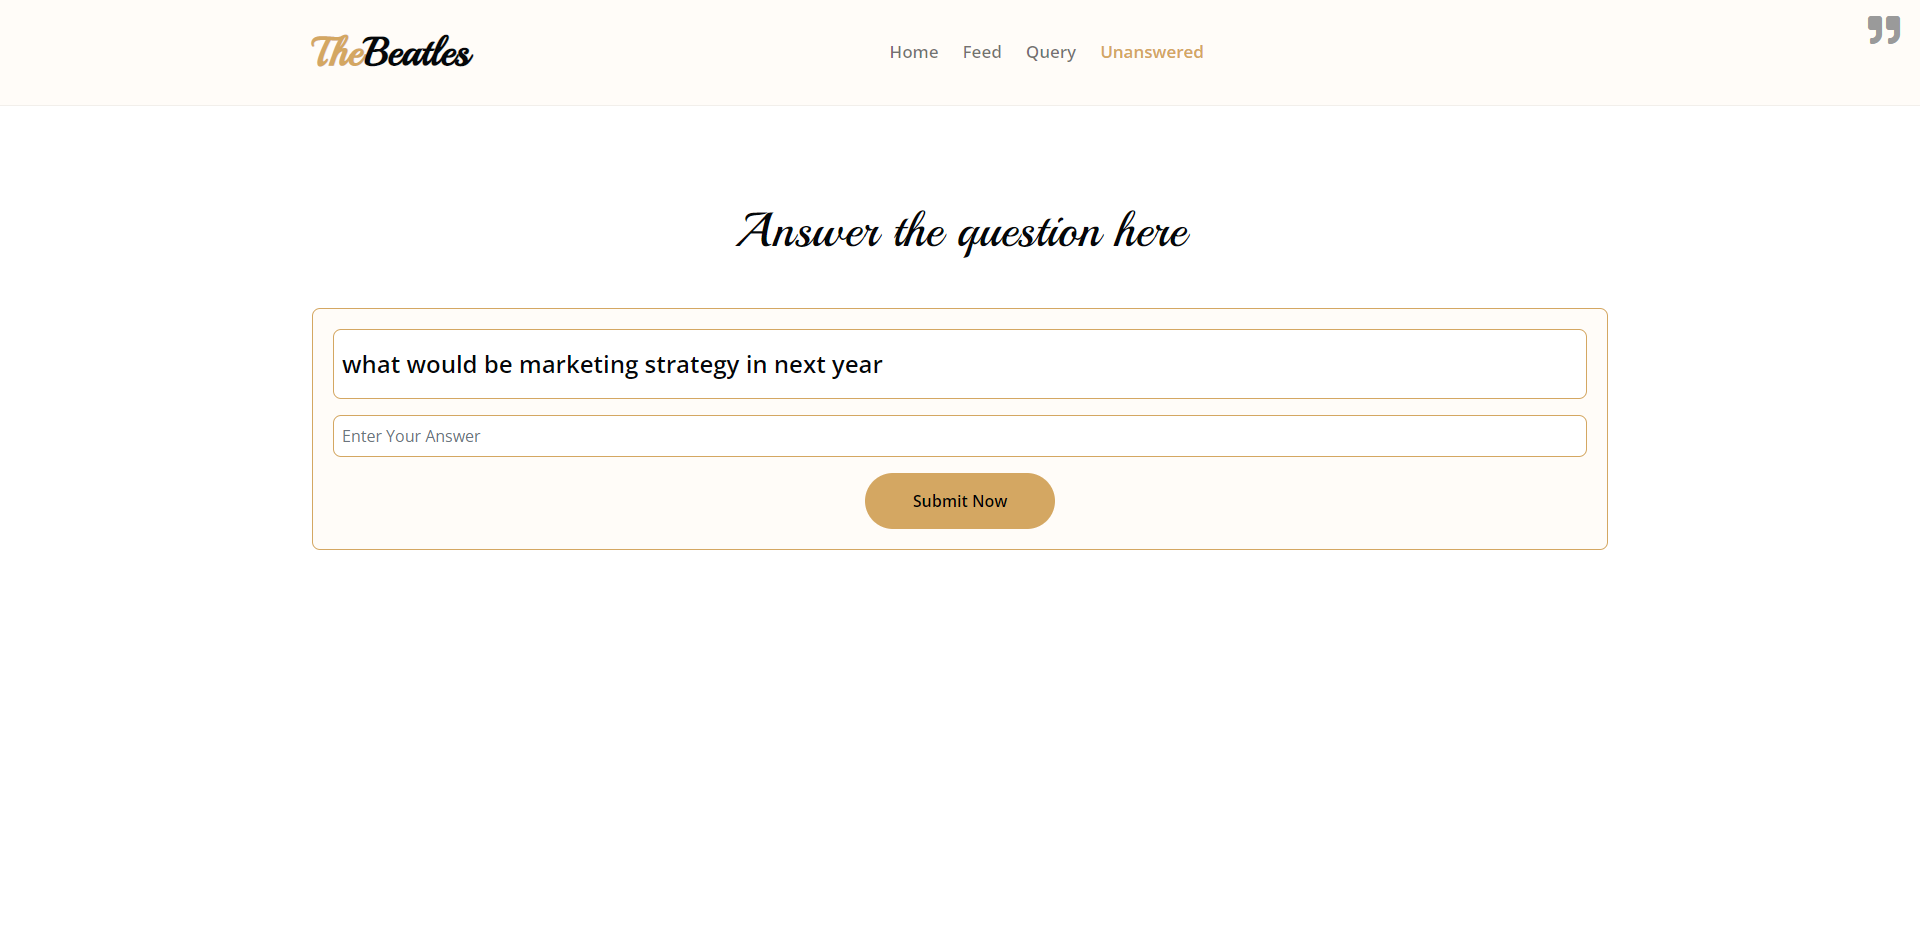 TheBeatles
Home Feed Query Unanswered
Answer the question here
what would be marketing strategy in next year
Enter Your Answer
Submit Now